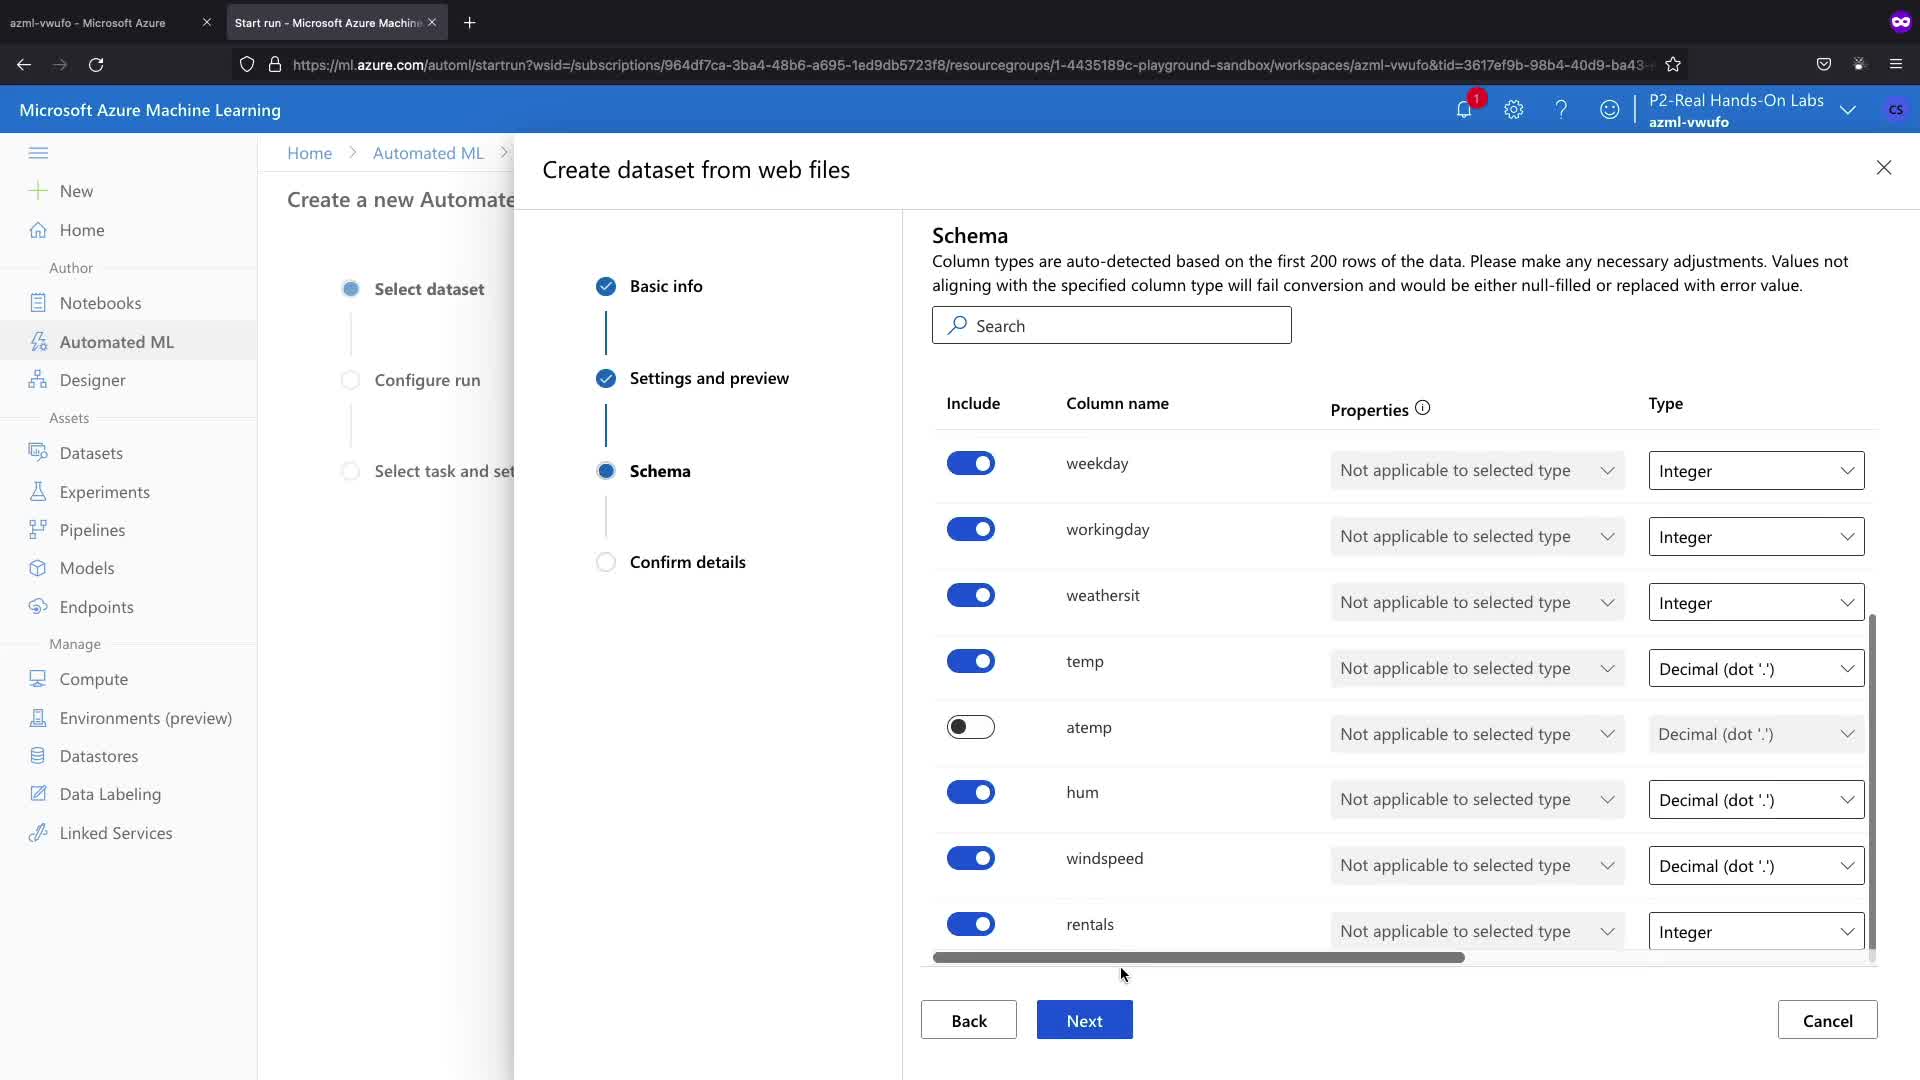 azml-vwufo - Microsoft Azure
Start run - Microsoft Azure Machine
https://ml.azure.com/automl/startrun?wsid=/subscriptions/964df7ca-3ba4-48b6-a695-1ed9db5723f8/resourcegroups/1-4435189c-playground-sandbox/workspaces/azml-vwufo&tid=3617ef9b-98b4-40d9-ba43-
Microsoft Azure Machine Learning
1
P2-Real Hands-On Labs
azml-vwufo
CS
New
Home
Author
Notebooks
Automated ML
Designer
Assets
Datasets
Experiments
Pipelines
Models
Endpoints
Manage
Compute
Environments (preview)
Datastores
Data Labeling
Linked Services
Home > Automated ML >
Create a new Automate
Select dataset
Configure run
Select task and set
Create dataset from web files
Basic info
Settings and preview
Schema
Confirm details
Schema
Column types are auto-detected based on the first 200 rows of the data. Please make any necessary adjustments. Values not
aligning with the specified column type will fail conversion and would be either null-filled or replaced with error value.
Search
Include Column name Properties Type
weekday Not applicable to selected type Integer
workingday Not applicable to selected type Integer
weathersit Not applicable to selected type Integer
temp Not applicable to selected type Decimal (dot '.')
atemp Not applicable to selected type Decimal (dot '.')
hum Not applicable to selected type Decimal (dot '.')
windspeed Not applicable to selected type Decimal (dot '.')
rentals Not applicable to selected type Integer
Back Next Cancel